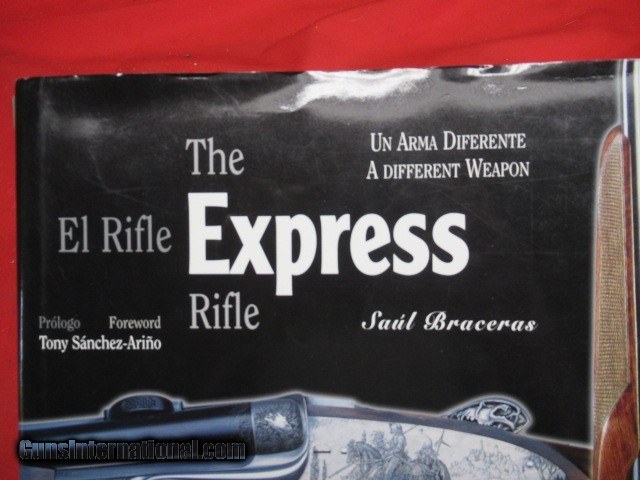 The
El Rifle Express
Rifle
UN ARMA DIFERENTE
A DIFFERENT WEAPON
Prólogo Foreword
Tony Sánchez-Ariño
Saúl Braceras
GunsInternational.com